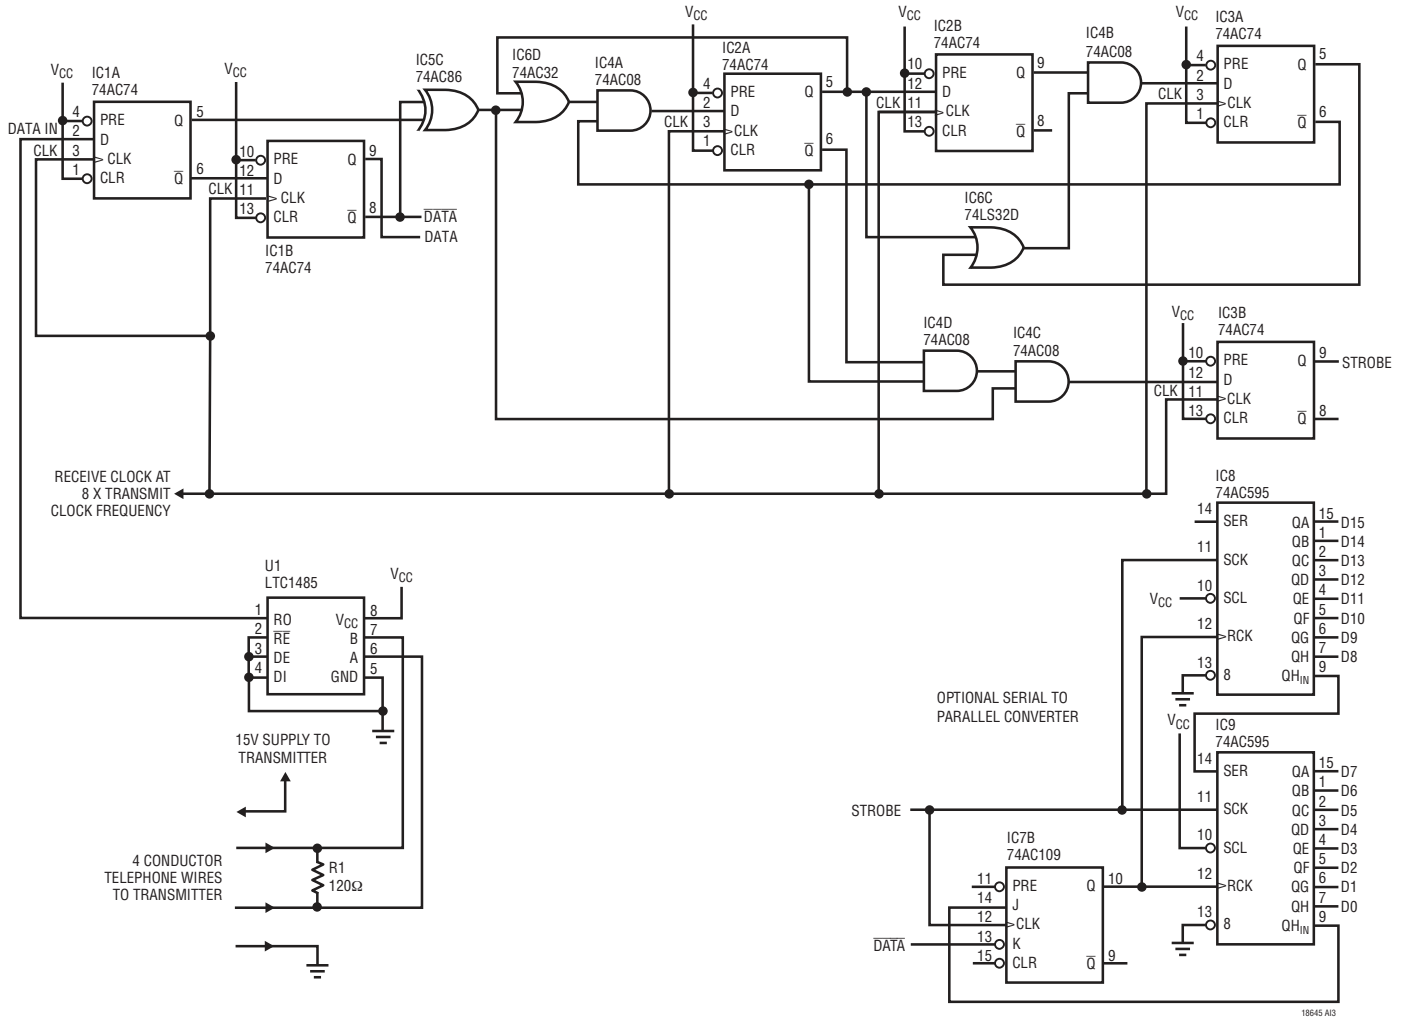 VCC
IC1A
74AC74
4 PRE Q 5
DATA IN 2 D
CLK 3 CLK
1 CLR Q̅ 6
VCC
10 PRE Q 9
12 D
CLK 11 CLK
13 CLR Q̅ 8
IC1B
74AC74
D̅A̅T̅A̅
DATA
IC5C
74AC86
IC6D
74AC32
IC4A
74AC08
VCC
IC2A
74AC74
4 PRE Q 5
2 D
CLK 3 CLK
1 CLR Q̅ 6
VCC
IC2B
74AC74
10 PRE Q 9
12 D
CLK 11 CLK
13 CLR Q̅ 8
IC4B
74AC08
VCC
IC3A
74AC74
4 PRE Q 5
2 D
CLK 3 CLK
1 CLR Q̅ 6
IC6C
74LS32D
IC4D
74AC08
IC4C
74AC08
VCC
IC3B
74AC74
10 PRE Q 9 STROBE
12 D
CLK 11 CLK
13 CLR Q̅ 8
RECEIVE CLOCK AT
8 X TRANSMIT
CLOCK FREQUENCY
U1
LTC1485
VCC
1 RO VCC 8
2 R̅E̅ B 7
3 DE A 6
4 DI GND 5
15V SUPPLY TO
TRANSMITTER
4 CONDUCTOR
TELEPHONE WIRES
TO TRANSMITTER
R1
120Ω
IC8
74AC595
14 SER QA 15 D15
QB 1 D14
11 SCK QC 2 D13
QD 3 D12
VCC 10 SCL QE 4 D11
QF 5 D10
12 RCK QG 6 D9
QH 7 D8
13 8 QHIN 9
OPTIONAL SERIAL TO
PARALLEL CONVERTER
VCC
IC9
74AC595
14 SER QA 15 D7
QB 1 D6
11 SCK QC 2 D5
QD 3 D4
10 SCL QE 4 D3
QF 5 D2
12 RCK QG 6 D1
QH 7 D0
13 8 QHIN 9
STROBE
IC7B
74AC109
11 PRE Q 10
14 J
12 CLK
D̅A̅T̅A̅ 13 K
15 CLR Q̅ 9
18645 AI3